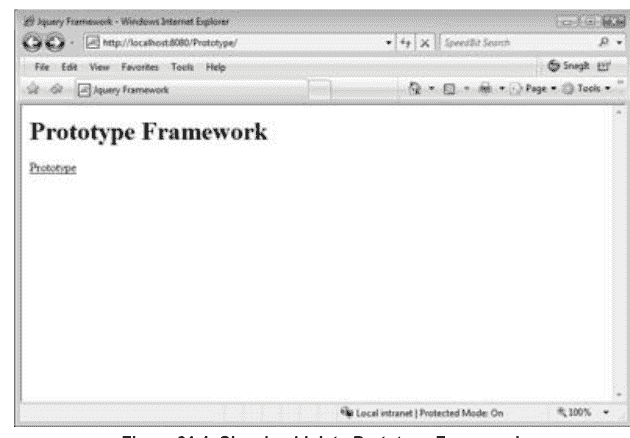 Jquery Framework - Windows Internet Explorer
http://localhost:8080/Prototype/
SpeedBit Search
File Edit View Favorites Tools Help
SnagIt
Jquery Framework
Page Tools
Prototype Framework
Prototype
Local intranet | Protected Mode: On
100%